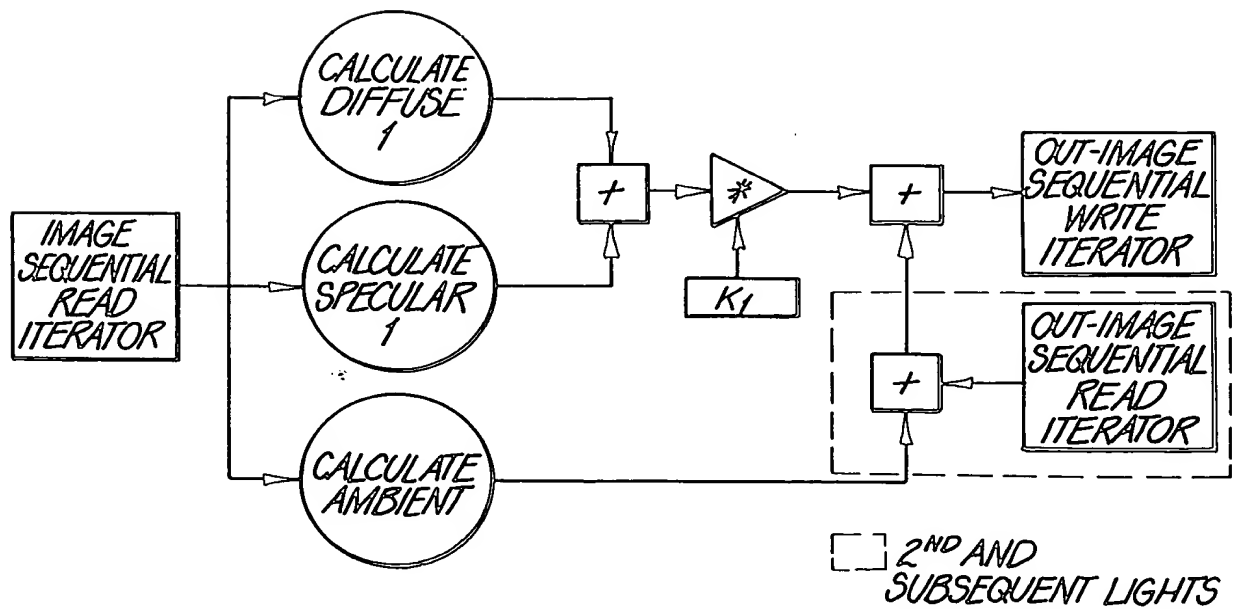 IMAGE
SEQUENTIAL
READ
ITERATOR
CALCULATE
DIFFUSE
1
CALCULATE
SPECULAR
1
CALCULATE
AMBIENT
+
*
K1
+
OUT-IMAGE
SEQUENTIAL
WRITE
ITERATOR
+
OUT-IMAGE
SEQUENTIAL
READ
ITERATOR
2ND AND
SUBSEQUENT LIGHTS